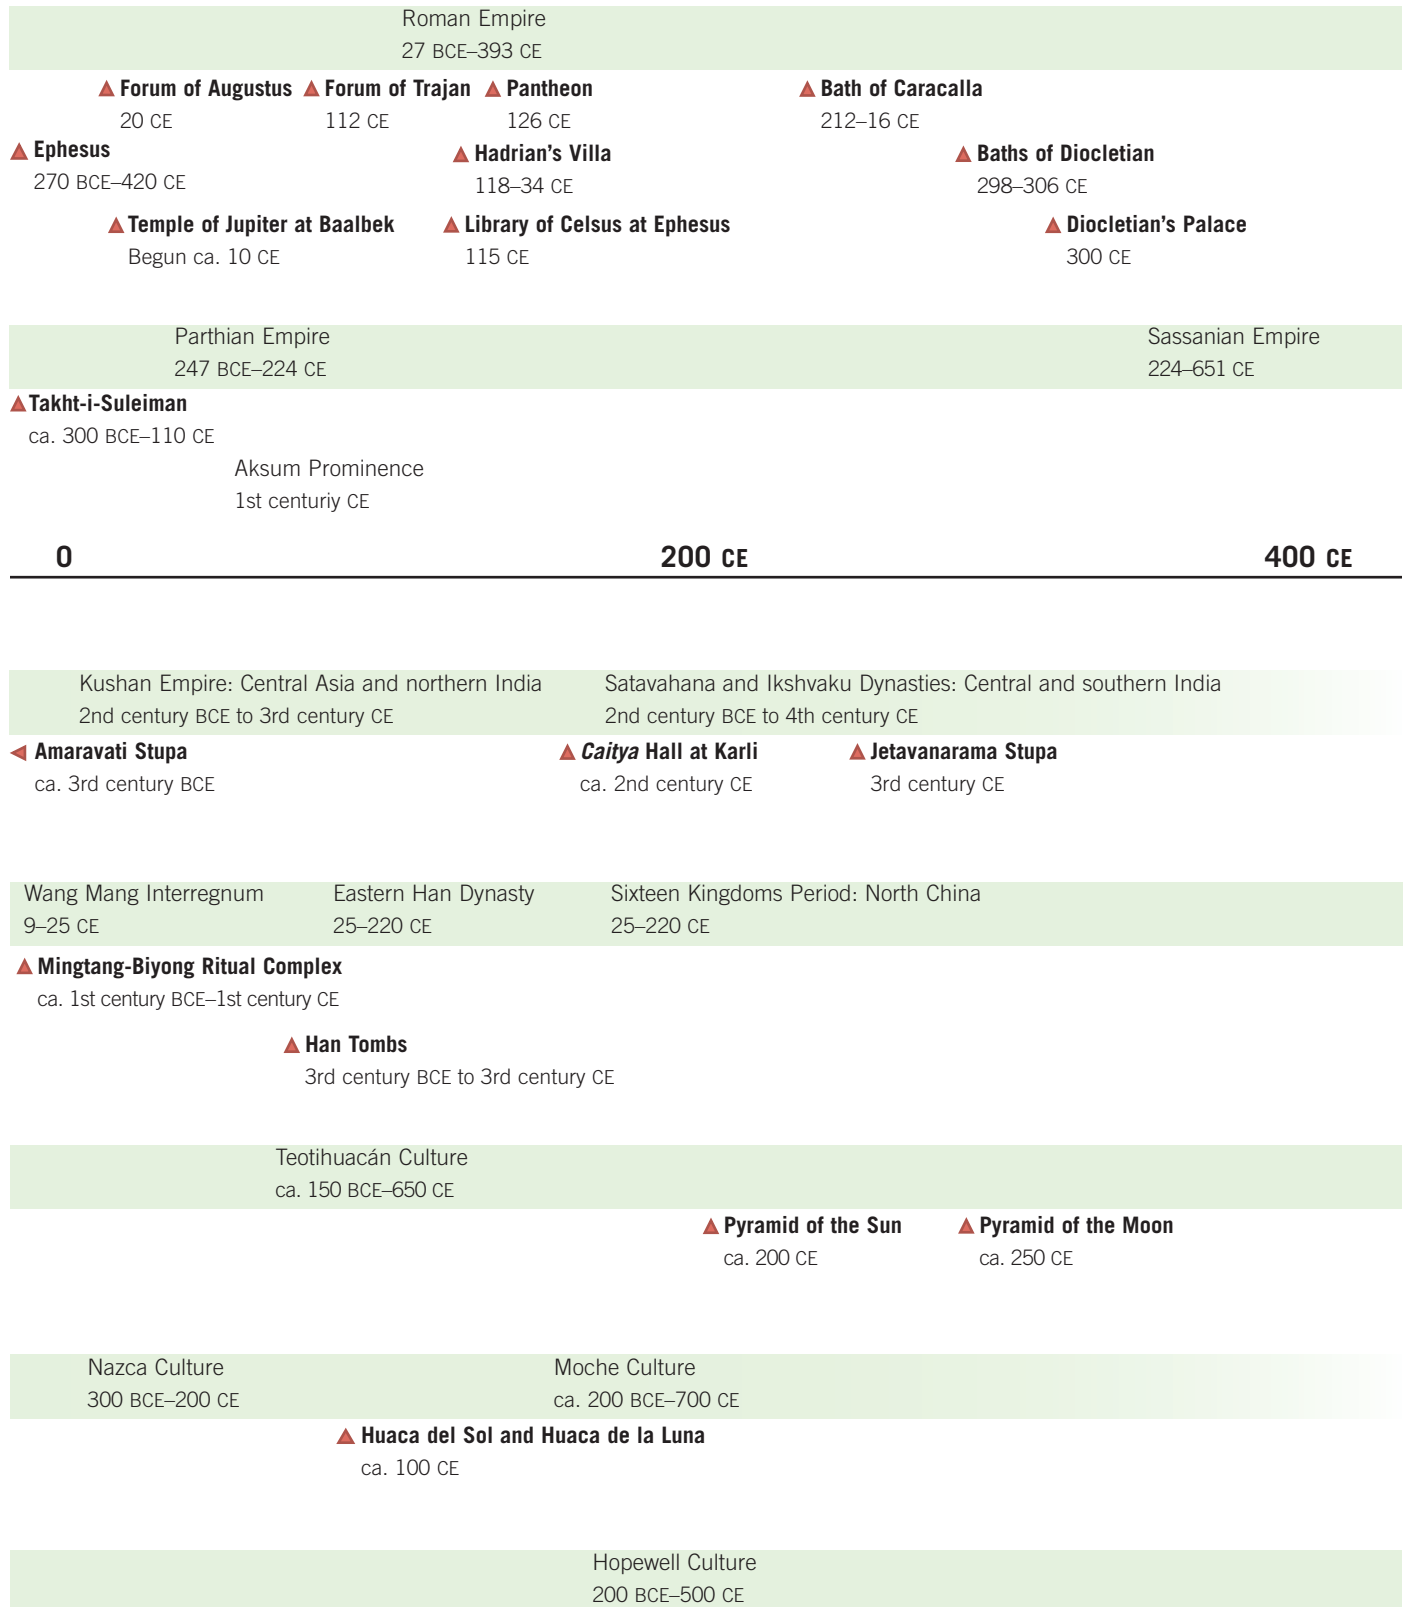 Roman Empire
27 BCE–393 CE
Forum of Augustus
20 CE
Forum of Trajan
112 CE
Pantheon
126 CE
Bath of Caracalla
212–16 CE
Ephesus
270 BCE–420 CE
Hadrian's Villa
118–34 CE
Baths of Diocletian
298–306 CE
Temple of Jupiter at Baalbek
Begun ca. 10 CE
Library of Celsus at Ephesus
115 CE
Diocletian's Palace
300 CE
Parthian Empire
247 BCE–224 CE
Sassanian Empire
224–651 CE
Takht-i-Suleiman
ca. 300 BCE–110 CE
Aksum Prominence
1st centuriy CE
0
200 CE
400 CE
Kushan Empire: Central Asia and northern India
2nd century BCE to 3rd century CE
Satavahana and Ikshvaku Dynasties: Central and southern India
2nd century BCE to 4th century CE
Amaravati Stupa
ca. 3rd century BCE
Caitya Hall at Karli
ca. 2nd century CE
Jetavanarama Stupa
3rd century CE
Wang Mang Interregnum
9–25 CE
Eastern Han Dynasty
25–220 CE
Sixteen Kingdoms Period: North China
25–220 CE
Mingtang-Biyong Ritual Complex
ca. 1st century BCE–1st century CE
Han Tombs
3rd century BCE to 3rd century CE
Teotihuacán Culture
ca. 150 BCE–650 CE
Pyramid of the Sun
ca. 200 CE
Pyramid of the Moon
ca. 250 CE
Nazca Culture
300 BCE–200 CE
Moche Culture
ca. 200 BCE–700 CE
Huaca del Sol and Huaca de la Luna
ca. 100 CE
Hopewell Culture
200 BCE–500 CE